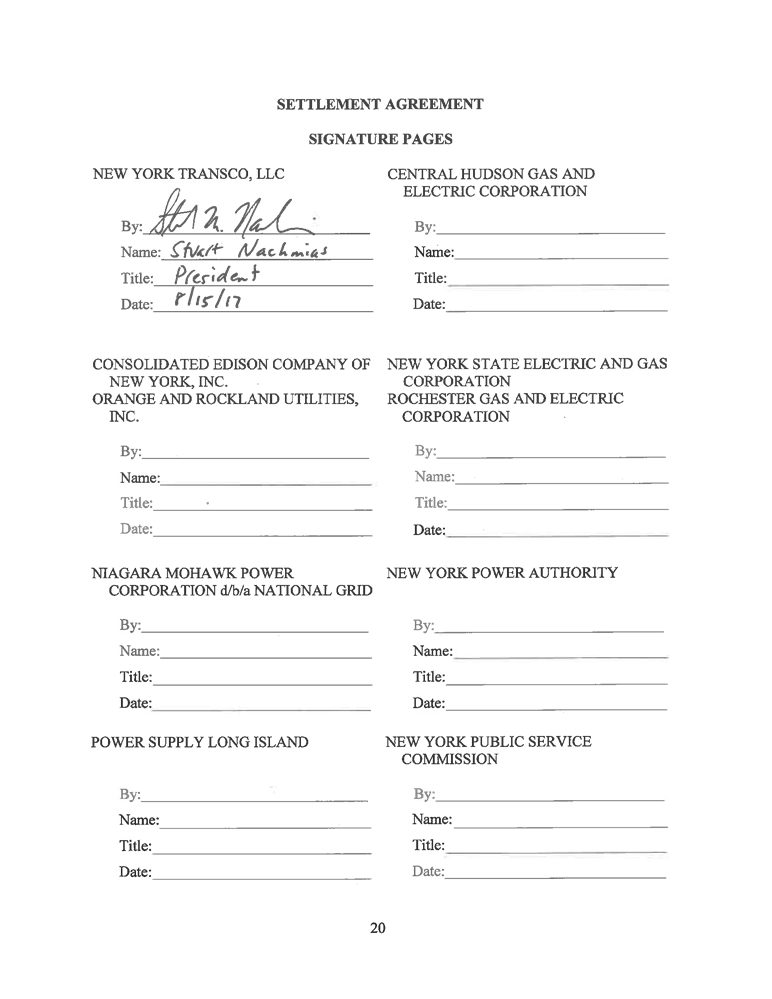 SETTLEMENT AGREEMENT
SIGNATURE PAGES
NEW YORK TRANSCO, LLC
By:
Name: Stuart Nachmias
Title: President
Date: 8/15/17
CENTRAL HUDSON GAS AND
ELECTRIC CORPORATION
By:
Name:
Title:
Date:
CONSOLIDATED EDISON COMPANY OF
NEW YORK, INC.
ORANGE AND ROCKLAND UTILITIES,
INC.
By:
Name:
Title:
Date:
NEW YORK STATE ELECTRIC AND GAS
CORPORATION
ROCHESTER GAS AND ELECTRIC
CORPORATION
By:
Name:
Title:
Date:
NIAGARA MOHAWK POWER
CORPORATION d/b/a NATIONAL GRID
By:
Name:
Title:
Date:
NEW YORK POWER AUTHORITY
By:
Name:
Title:
Date:
POWER SUPPLY LONG ISLAND
By:
Name:
Title:
Date:
NEW YORK PUBLIC SERVICE
COMMISSION
By:
Name:
Title:
Date:
20